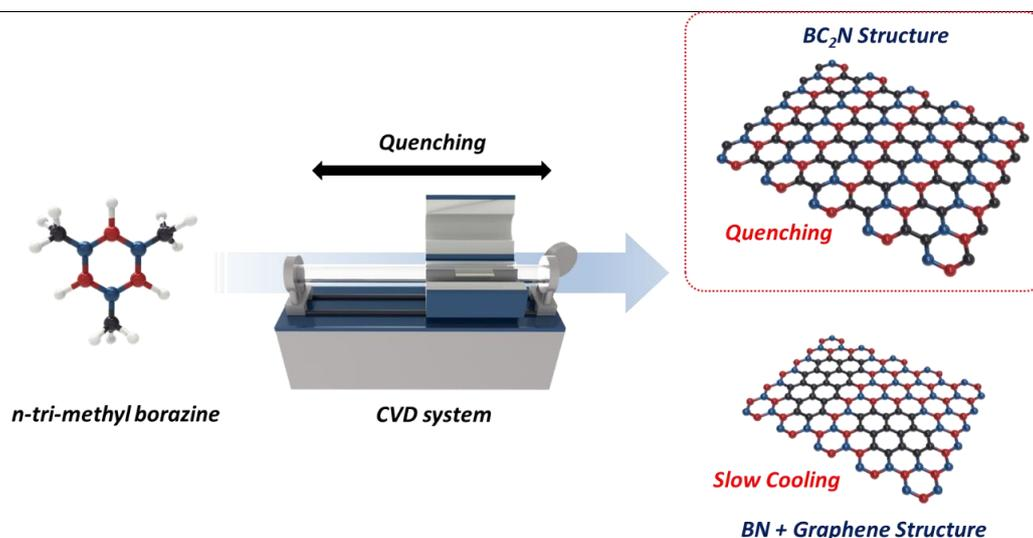 BC₂N Structure
Quenching
Quenching
n-tri-methyl borazine
CVD system
Slow Cooling
BN + Graphene Structure